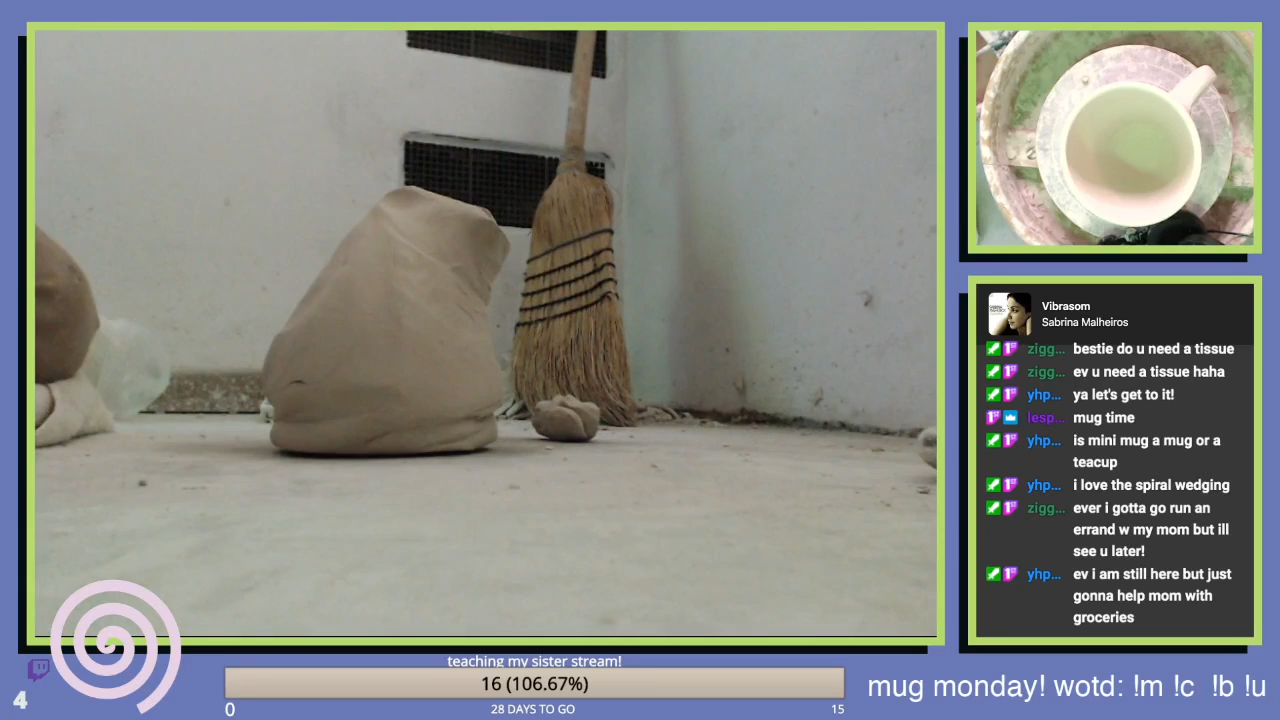 Vibrasom
Sabrina Malheiros
zigg... bestie do u need a tissue
zigg... ev u need a tissue haha
yhp... ya let's get to it!
lesp... mug time
yhp... is mini mug a mug or a
teacup
yhp... i love the spiral wedging
zigg... ever i gotta go run an
errand w my mom but ill
see u later!
yhp... ev i am still here but just
gonna help mom with
groceries
teaching my sister stream!
16 (106.67%)
0 28 DAYS TO GO 15
4
mug monday! wotd: !m !c !b !u